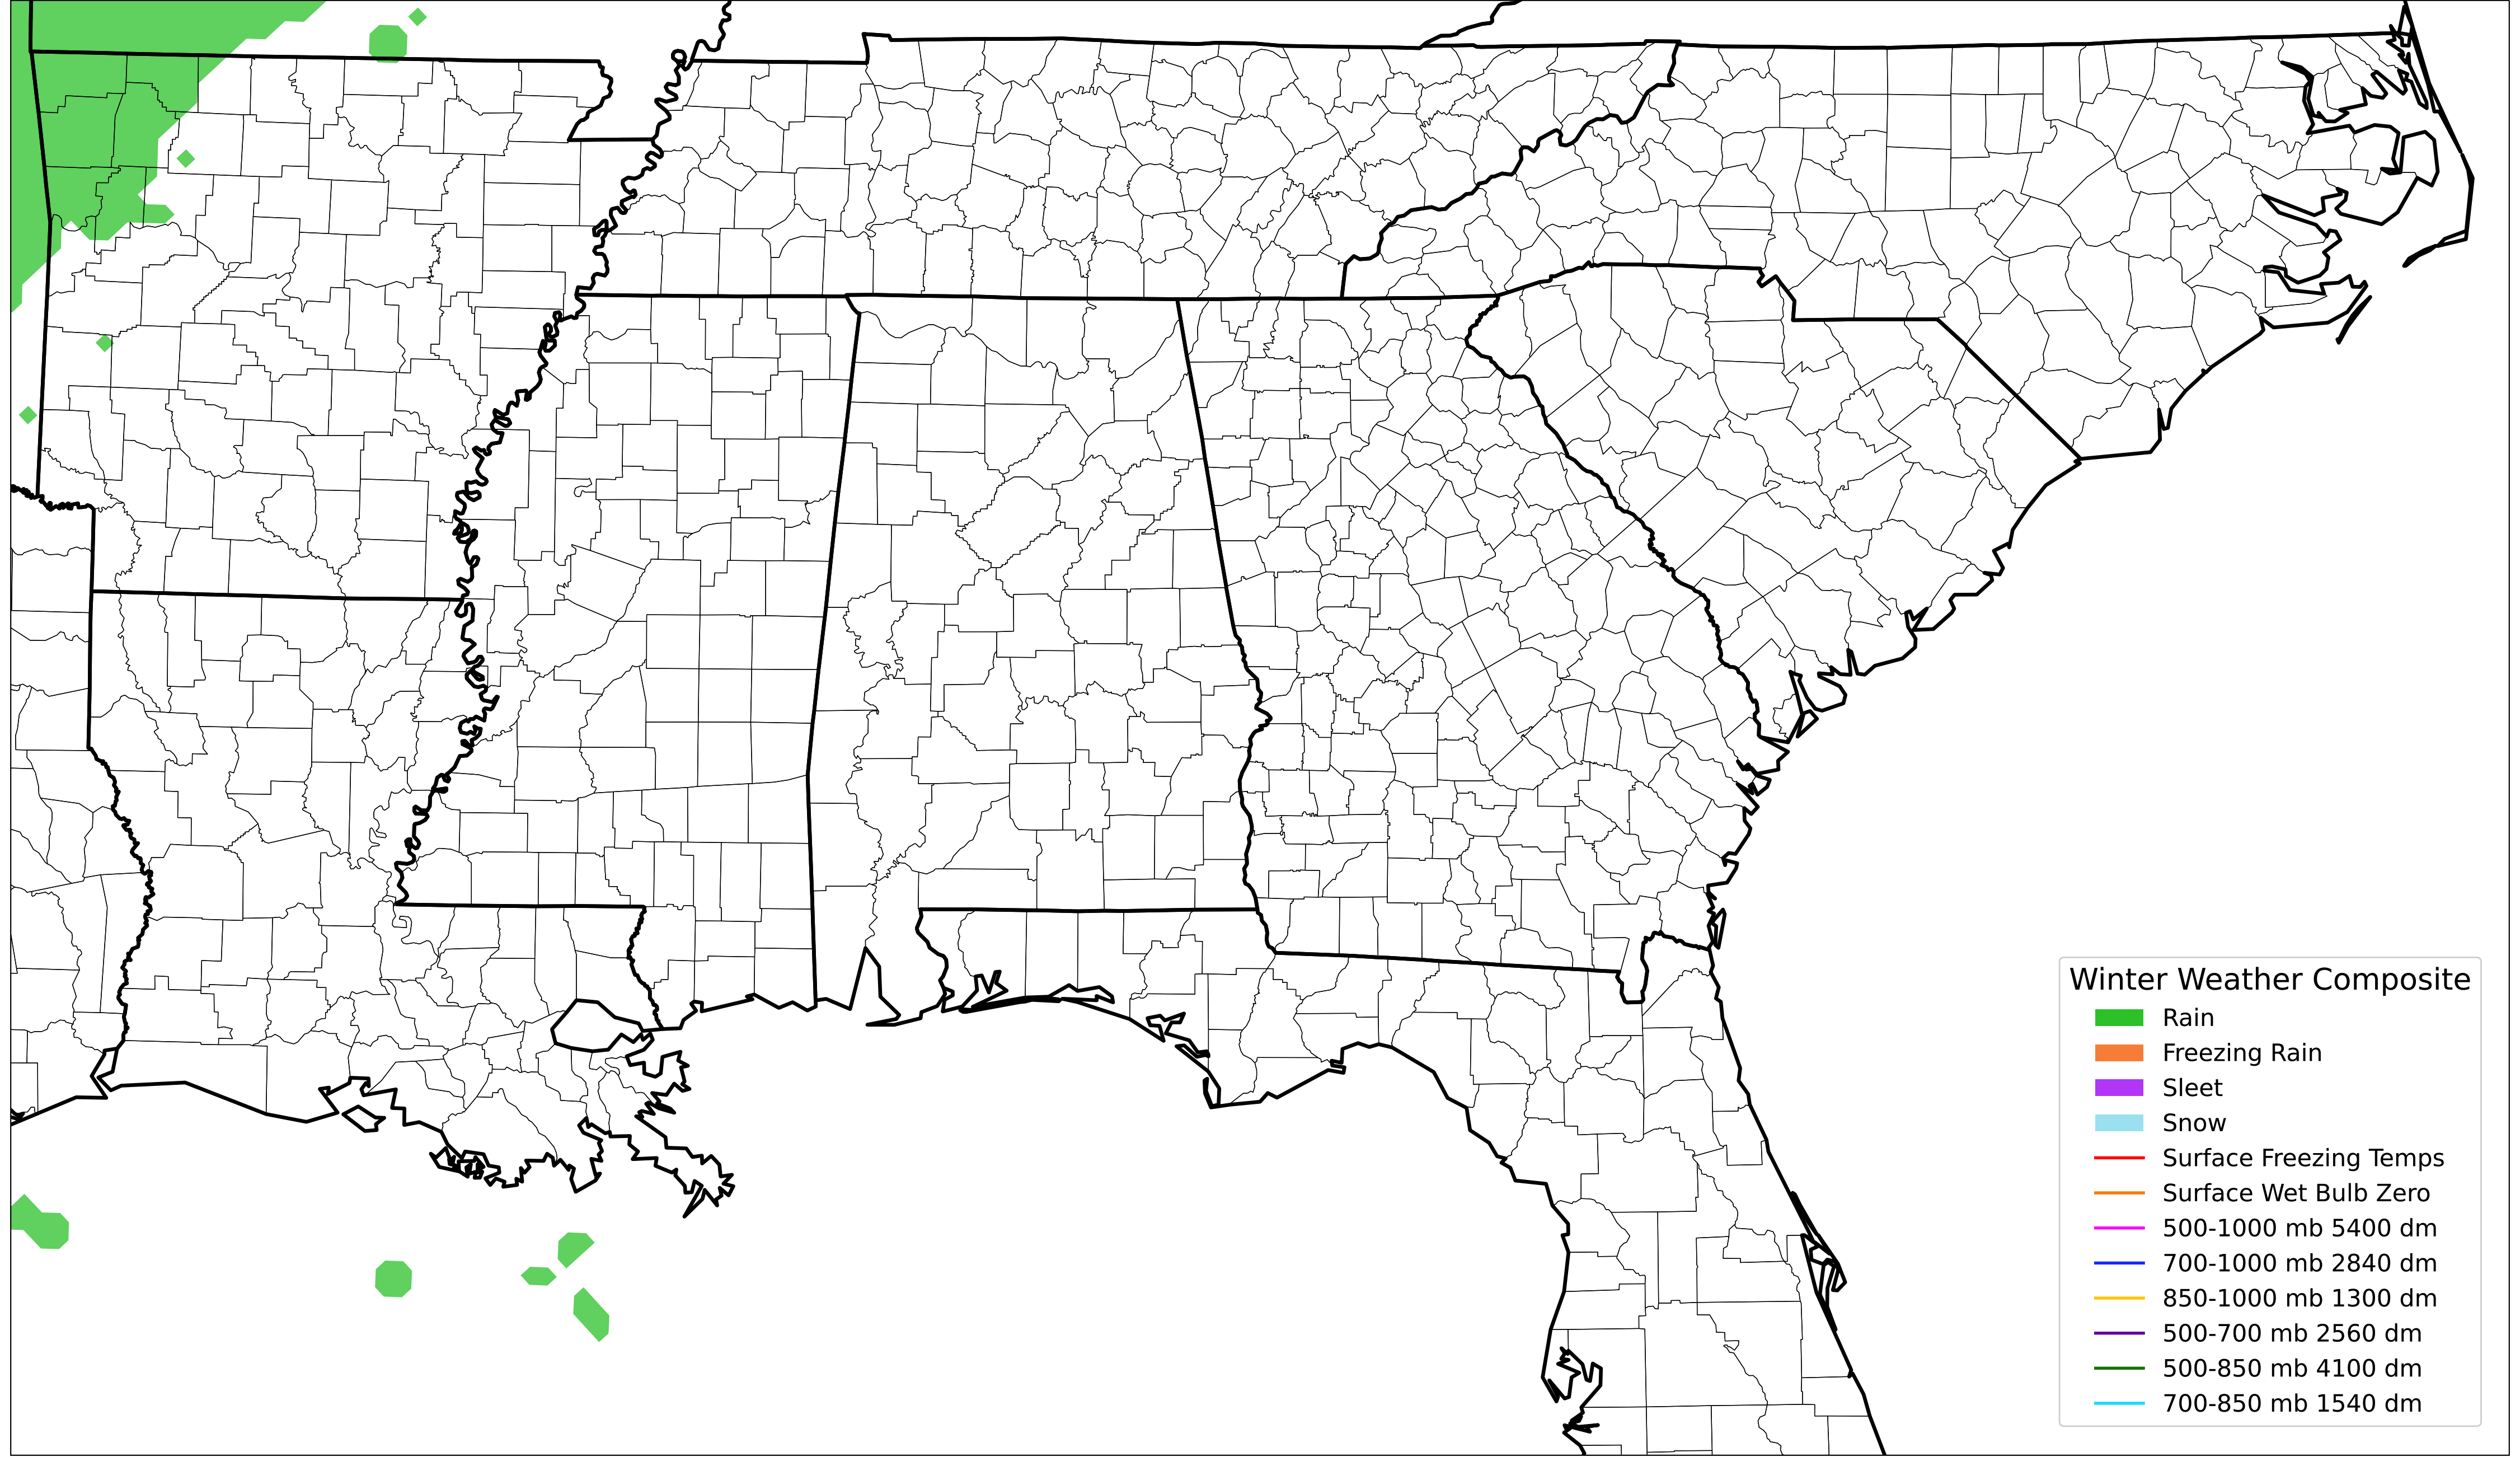 Winter Weather Composite
Rain
Freezing Rain
Sleet
Snow
Surface Freezing Temps
Surface Wet Bulb Zero
500-1000 mb 5400 dm
700-1000 mb 2840 dm
850-1000 mb 1300 dm
500-700 mb 2560 dm
500-850 mb 4100 dm
700-850 mb 1540 dm